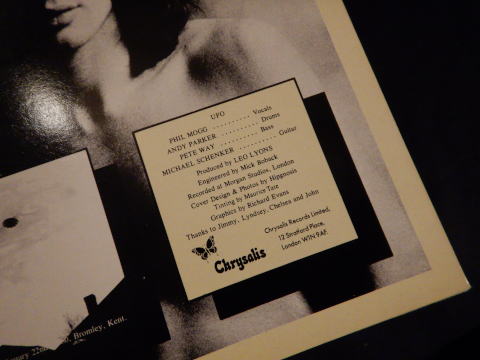 UFO
PHIL MOGG .......... Vocals
ANDY PARKER .......... Drums
PETE WAY .......... Bass
MICHAEL SCHENKER .......... Guitar
Produced by LEO LYONS
Engineered by Mick Boback
Recorded at Morgan Studios, London
Cover Design & Photos by Hipgnosis
Tinting by Maurice Tate
Graphics by Richard Evans
Thanks to Jimmy, Lyndsey, Chelsea and John
Chrysalis
Chrysalis Records Limited,
12 Stratford Place,
London W1N 9AF.
Bromley, Kent.